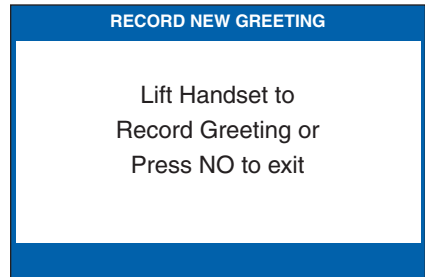 RECORD NEW GREETING
Lift Handset to
Record Greeting or
Press NO to exit